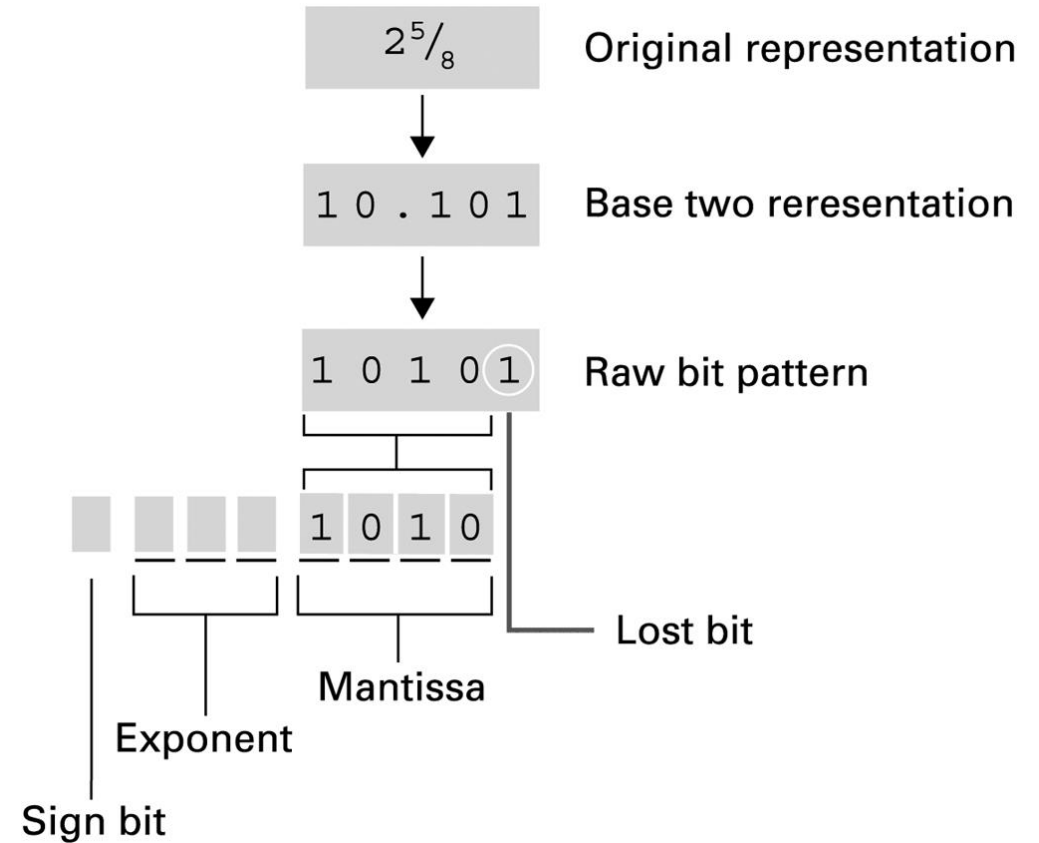 2⁵/₈ Original representation
10.101 Base two reresentation
10101 Raw bit pattern
1010
Lost bit
Mantissa
Exponent
Sign bit